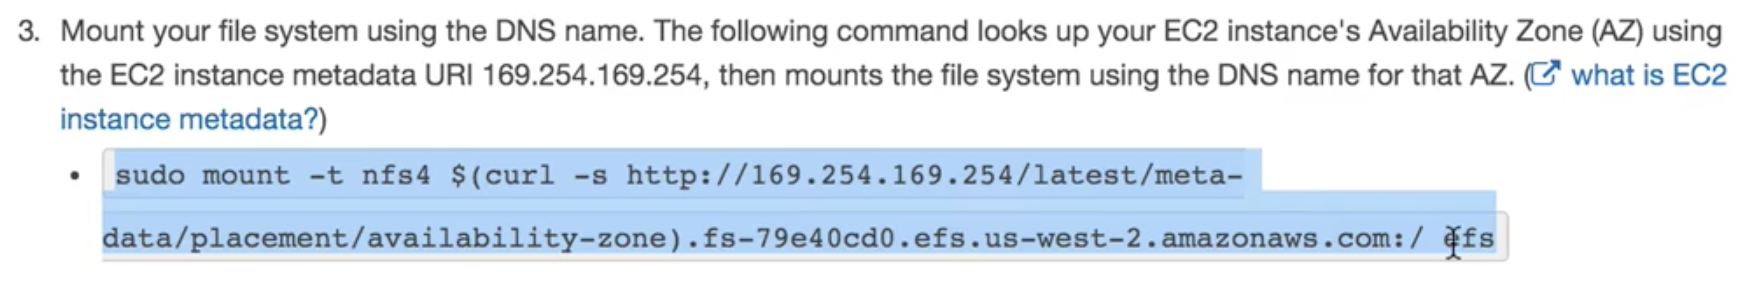 3. Mount your file system using the DNS name. The following command looks up your EC2 instance's Availability Zone (AZ) using
the EC2 instance metadata URI 169.254.169.254, then mounts the file system using the DNS name for that AZ. (what is EC2
instance metadata?)
• sudo mount -t nfs4 $(curl -s http://169.254.169.254/latest/meta-
data/placement/availability-zone).fs-79e40cd0.efs.us-west-2.amazonaws.com:/ efs